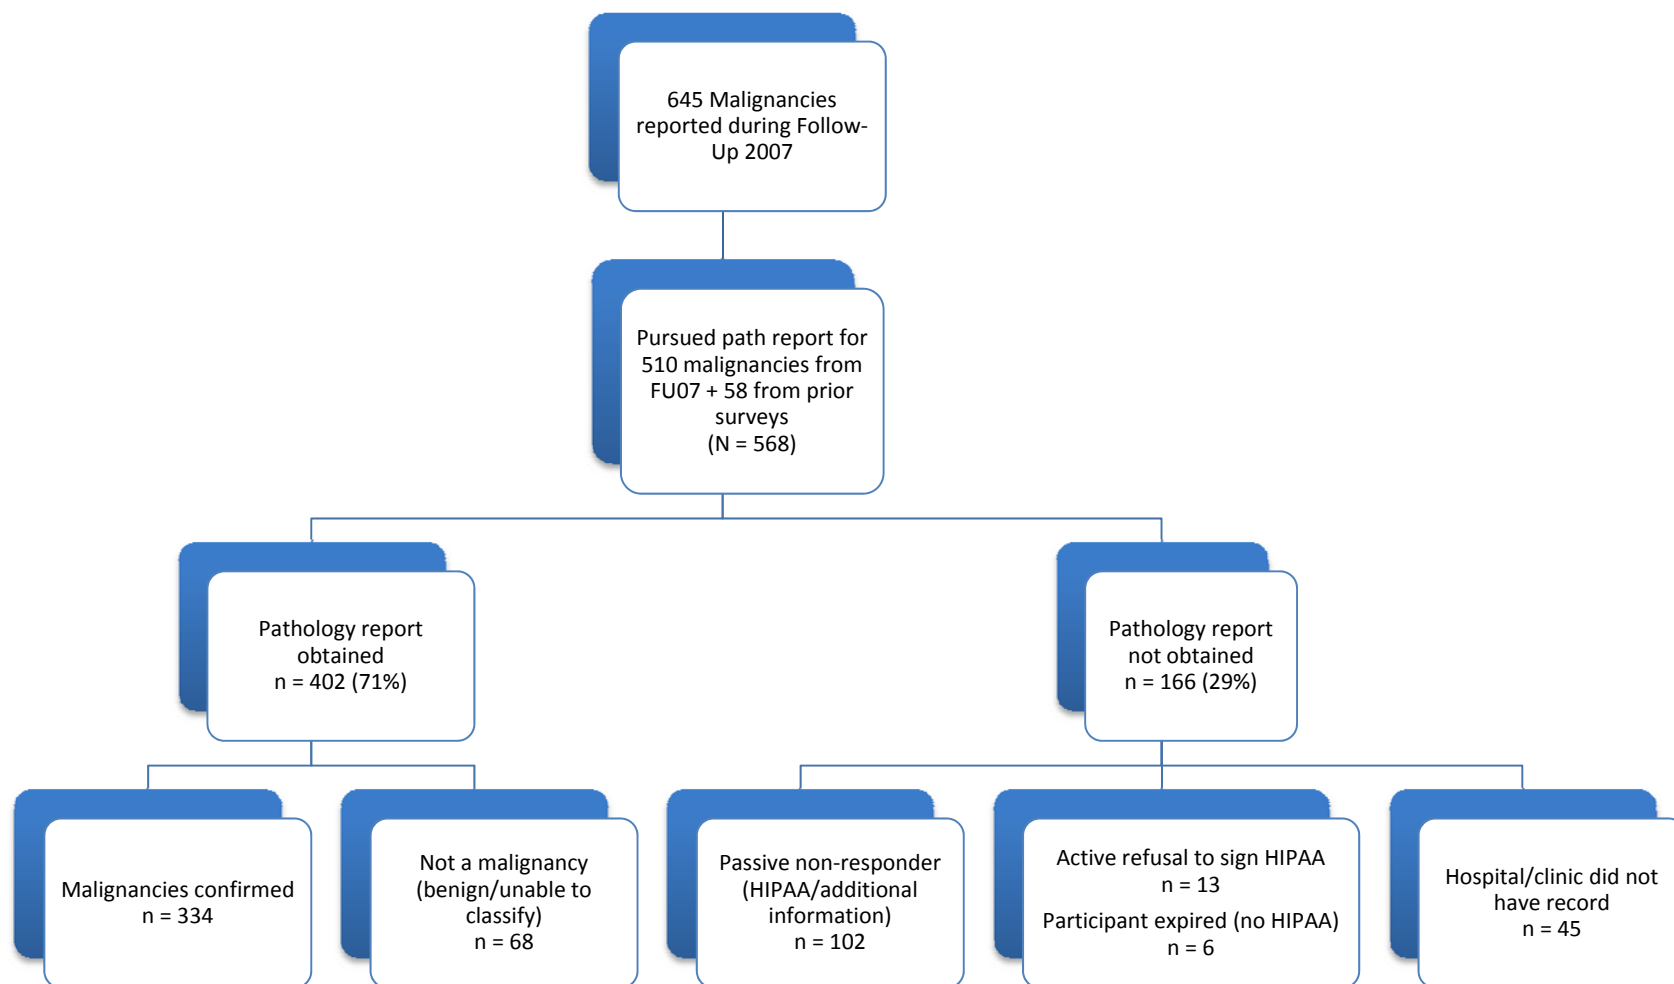 645 Malignancies
reported during Follow-
Up 2007
Pursued path report for
510 malignancies from
FU07 + 58 from prior
surveys
(N = 568)
Pathology report
obtained
n = 402 (71%)
Pathology report
not obtained
n = 166 (29%)
Malignancies confirmed
n = 334
Not a malignancy
(benign/unable to
classify)
n = 68
Passive non-responder
(HIPAA/additional
information)
n = 102
Active refusal to sign HIPAA
n = 13
Participant expired (no HIPAA)
n = 6
Hospital/clinic did not
have record
n = 45